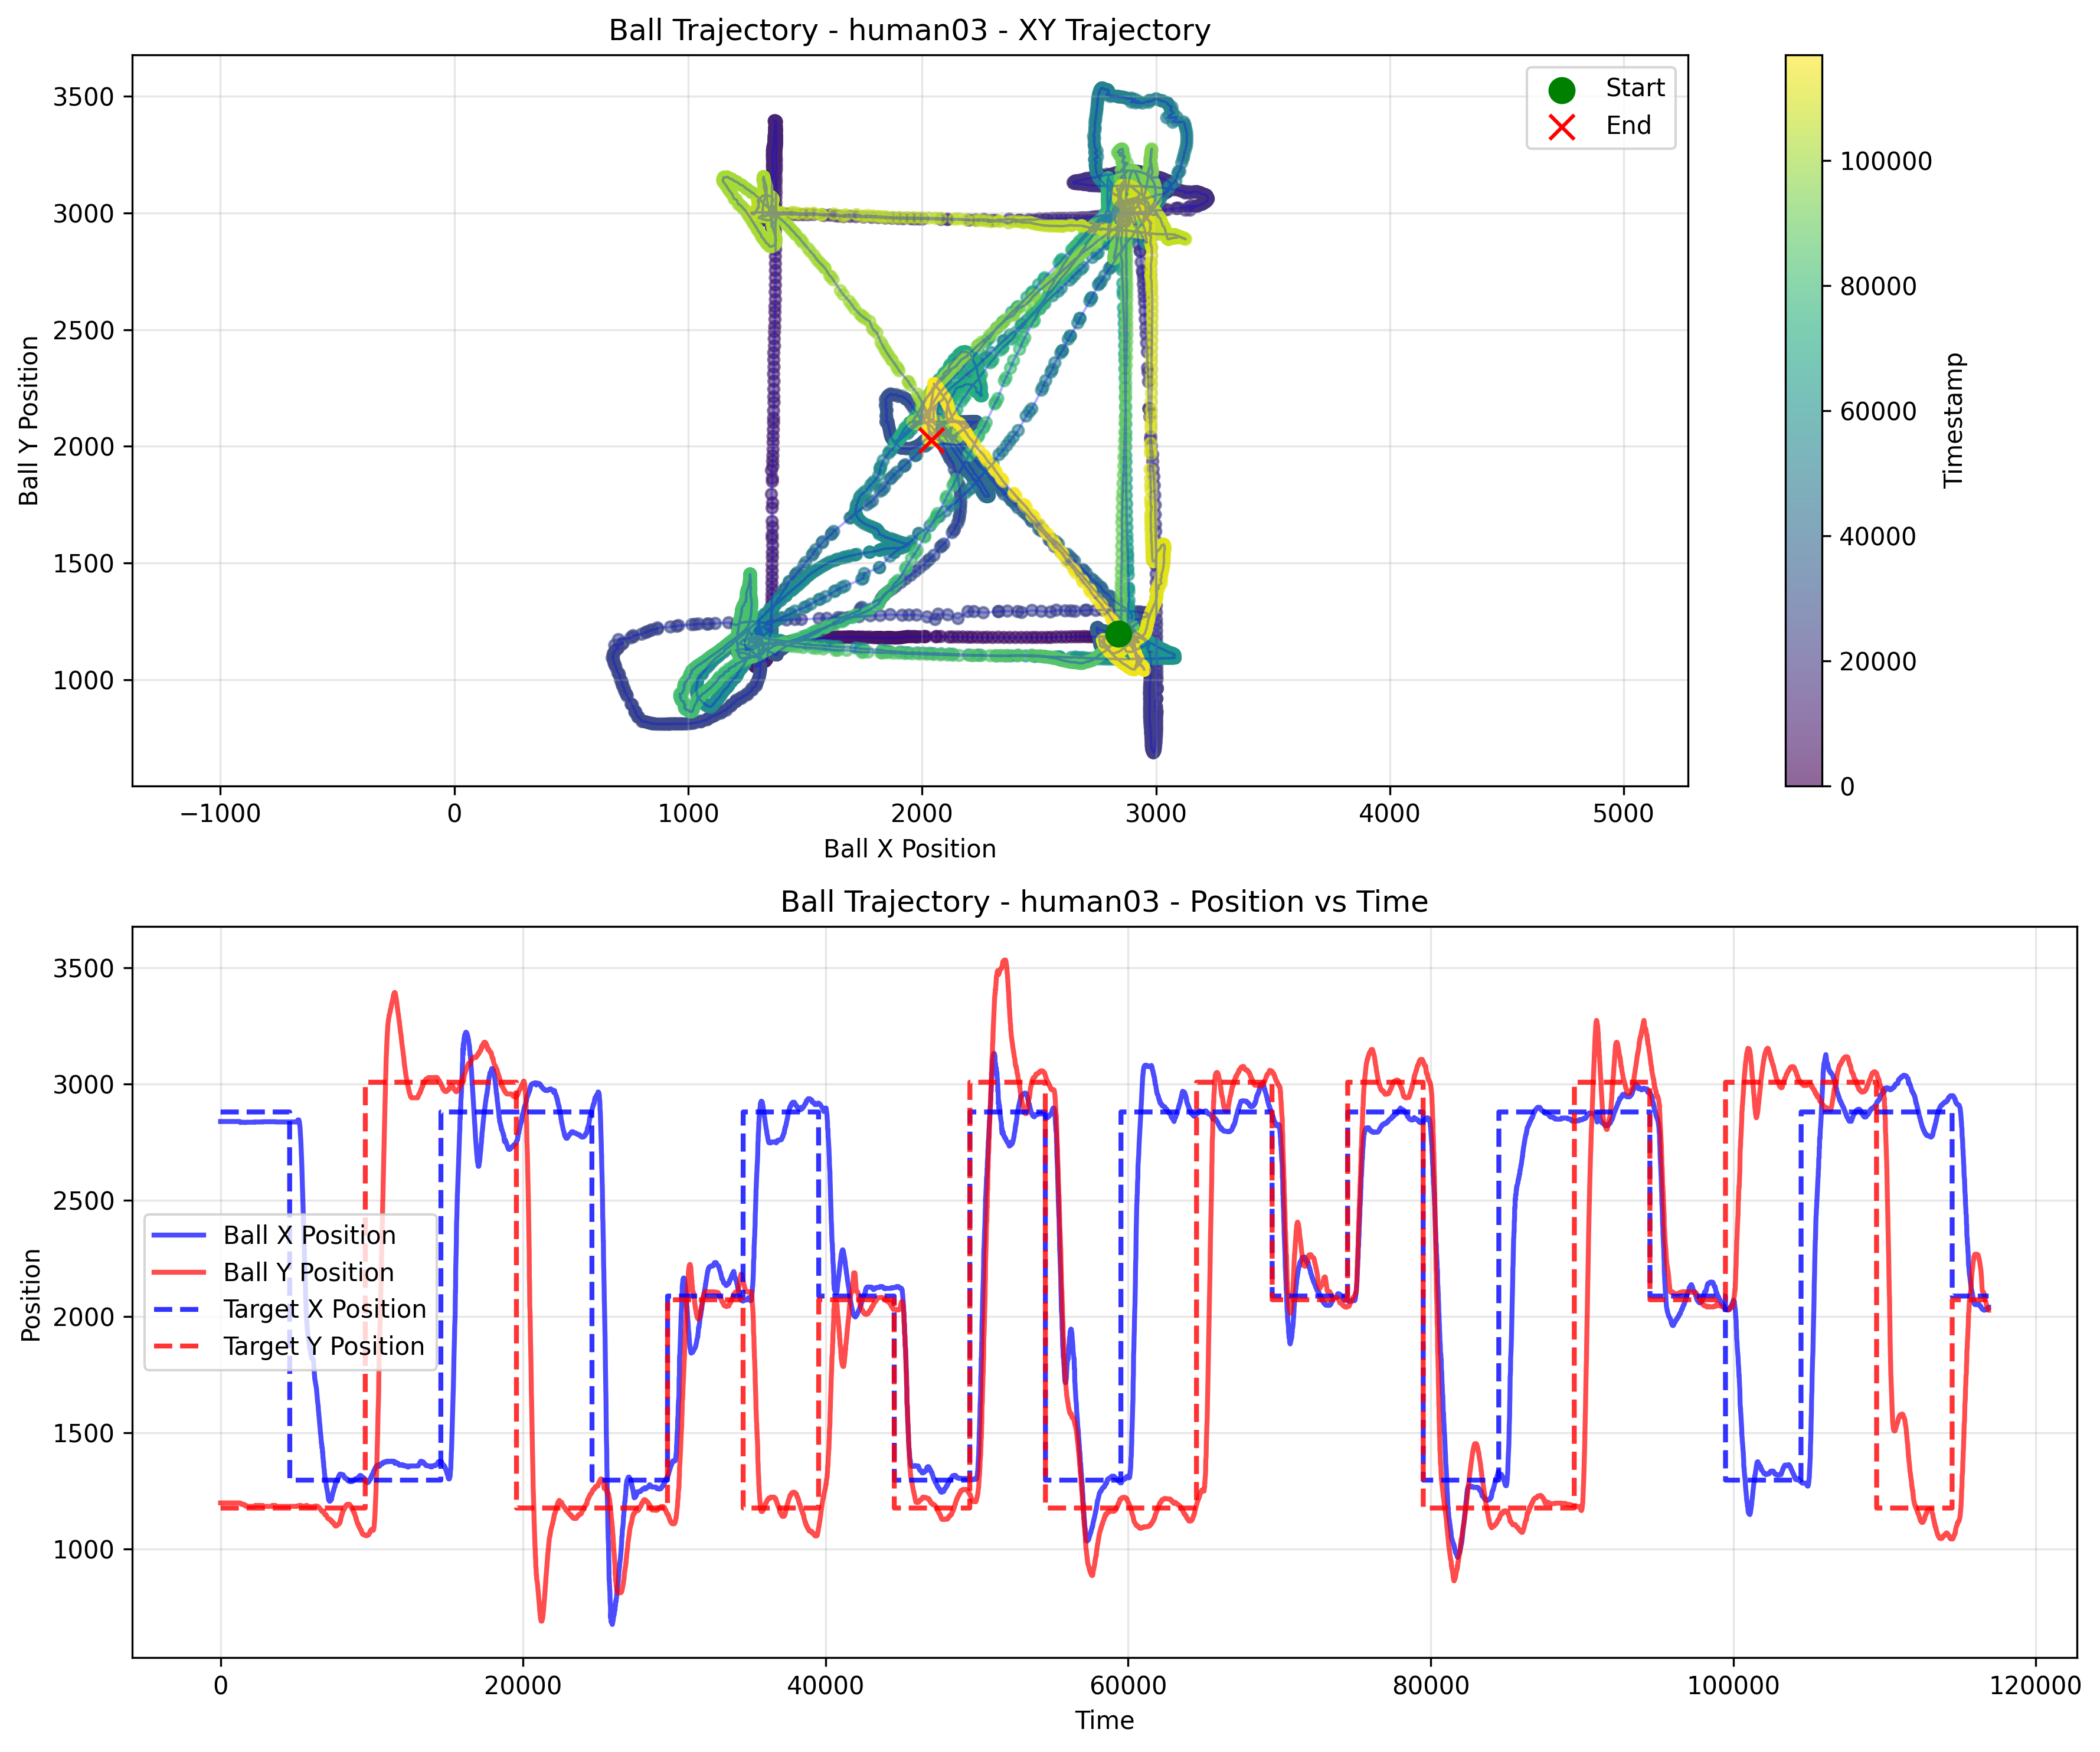 Ball Trajectory - human03 - XY Trajectory
Start
End
3500
3000
2500
2000
1500
1000
Ball Y Position
−1000
0
1000
2000
3000
4000
5000
Ball X Position
100000
80000
60000
40000
20000
0
Timestamp
Ball Trajectory - human03 - Position vs Time
3500
3000
2500
2000
1500
1000
Position
Ball X Position
Ball Y Position
Target X Position
Target Y Position
0
20000
40000
60000
80000
100000
120000
Time